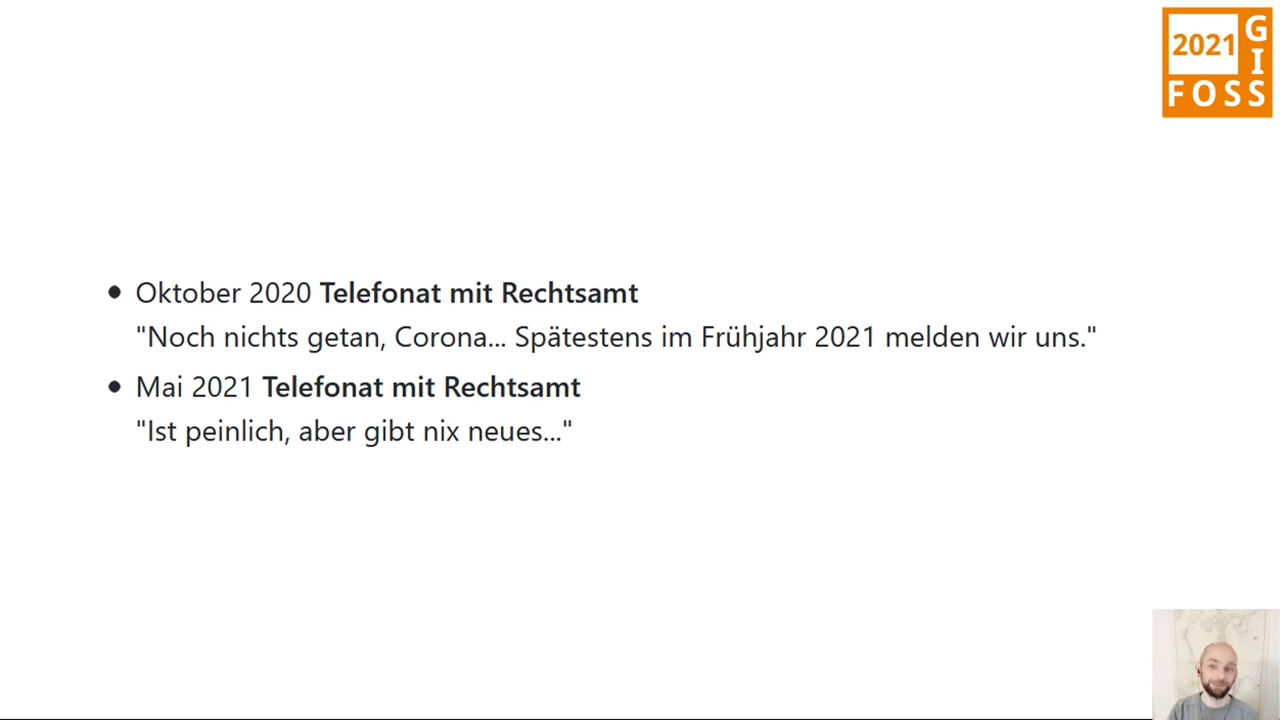 2021
G
I
FOSS
Oktober 2020 Telefonat mit Rechtsamt
"Noch nichts getan, Corona... Spätestens im Frühjahr 2021 melden wir uns."
Mai 2021 Telefonat mit Rechtsamt
"Ist peinlich, aber gibt nix neues..."